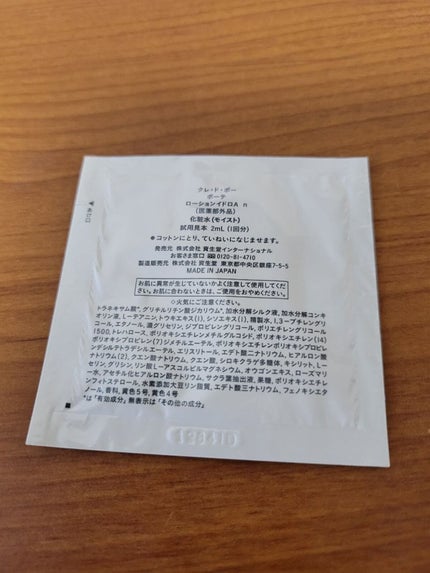 あけ口
クレ・ド・ポー
ボーテ
ローションイドロA n
(医薬部外品)
化粧水(モイスト)
試用見本 2mL (1回分)
※コットンにとり、ていねいになじませます。
発売元 株式会社 資生堂インターナショナル
お客さま窓口 0120-81-4710
製造販売元 株式会社 資生堂 東京都中央区銀座7-5-5
MADE IN JAPAN
お肌に異常が生じていないかよく注意して使用してくだ
さい。お肌に合わないときは、ご使用をおやめください。
○火気にご注意ください。
トラネキサム酸*、グリチルリチン酸ジカリウム*、加水分解シルク液、加水分解コンキ
オリン液、L-テアニン、トウキエキス(1)、シソエキス(1)、精製水、1,3-ブチレングリ
コール、エタノール、濃グリセリン、ジプロピレングリコール、ポリエチレングリコール
1500、トレハロース、ポリオキシエチレンメチルグルコシド、ポリオキシエチレン(14)
ポリオキシプロピレン(7)ジメチルエーテル、ポリオキシエチレンポリオキシプロピレ
ンデシルテトラデシルエーテル、エリスリトール、エデト酸二ナトリウム、ヒアルロン酸
ナトリウム(2)、クエン酸ナトリウム、クエン酸、シロキクラゲ多糖体、キシリット、L-セ
リン、グリシン、リン酸L-アスコルビルマグネシウム、オウゴンエキス、ローズマリー
水、アセチル化ヒアルロン酸ナトリウム、サクラ葉抽出液、果糖、ポリオキシエチレ
ンフィトステロール、水素添加大豆リン脂質、エデト酸三ナトリウム、フェノキシエタ
ノール、香料、黄色5号、黄色4号
*は「有効成分」無表示は「その他の成分」